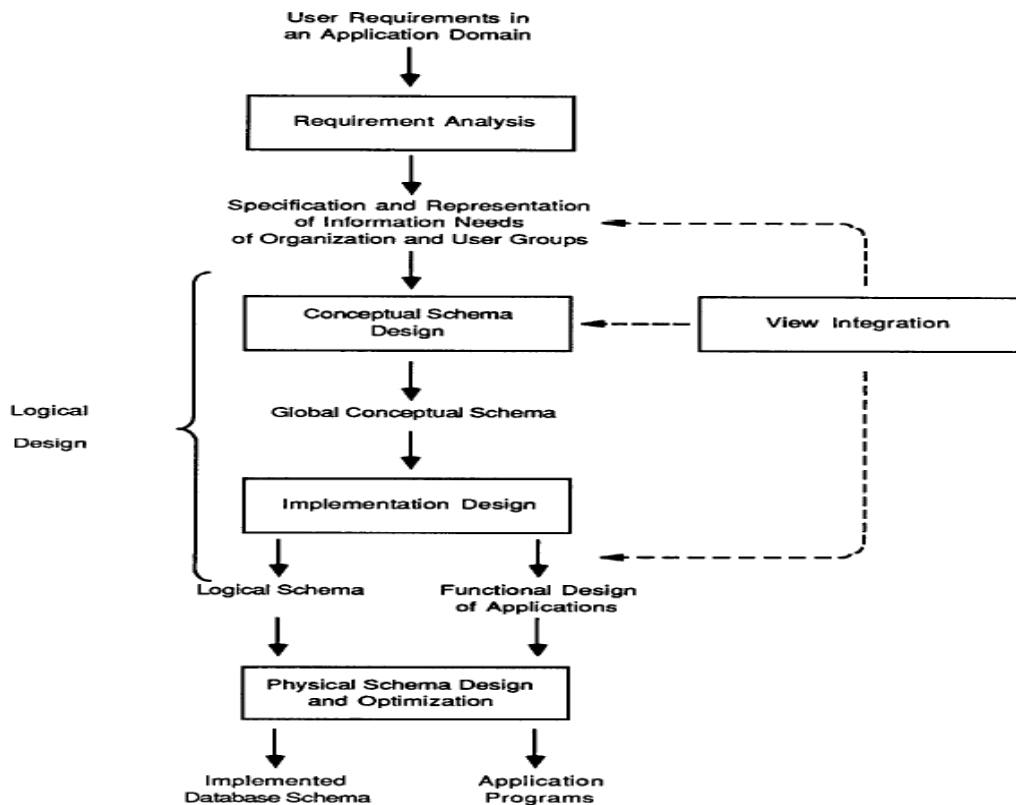 User Requirements in
an Application Domain
Requirement Analysis
Specification and Representation
of Information Needs
of Organization and User Groups
Conceptual Schema
Design
View Integration
Logical
Design
Global Conceptual Schema
Implementation Design
Logical Schema
Functional Design
of Applications
Physical Schema Design
and Optimization
Implemented
Database Schema
Application
Programs